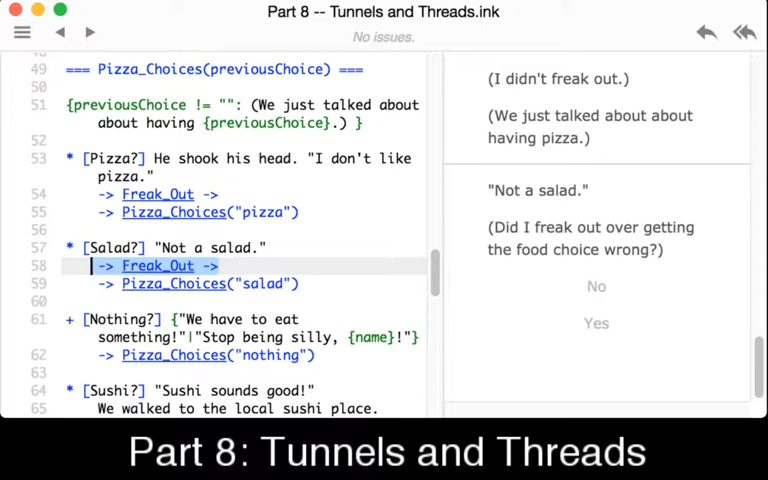 Part 8 -- Tunnels and Threads.ink
No issues.
49 === Pizza_Choices(previousChoice) ===
50
51 {previousChoice != "": (We just talked about
about having {previousChoice}.) }
52
53 * [Pizza?] He shook his head. "I don't like
pizza."
54 -> Freak_Out ->
55 -> Pizza_Choices("pizza")
56
57 * [Salad?] "Not a salad."
58 -> Freak_Out ->
59 -> Pizza_Choices("salad")
60
61 + [Nothing?] {"We have to eat
something!"|"Stop being silly, {name}!"}
62 -> Pizza_Choices("nothing")
63
64 * [Sushi?] "Sushi sounds good!"
65 We walked to the local sushi place.
(I didn't freak out.)
(We just talked about about
having pizza.)
"Not a salad."
(Did I freak out over getting
the food choice wrong?)
No
Yes
Part 8: Tunnels and Threads